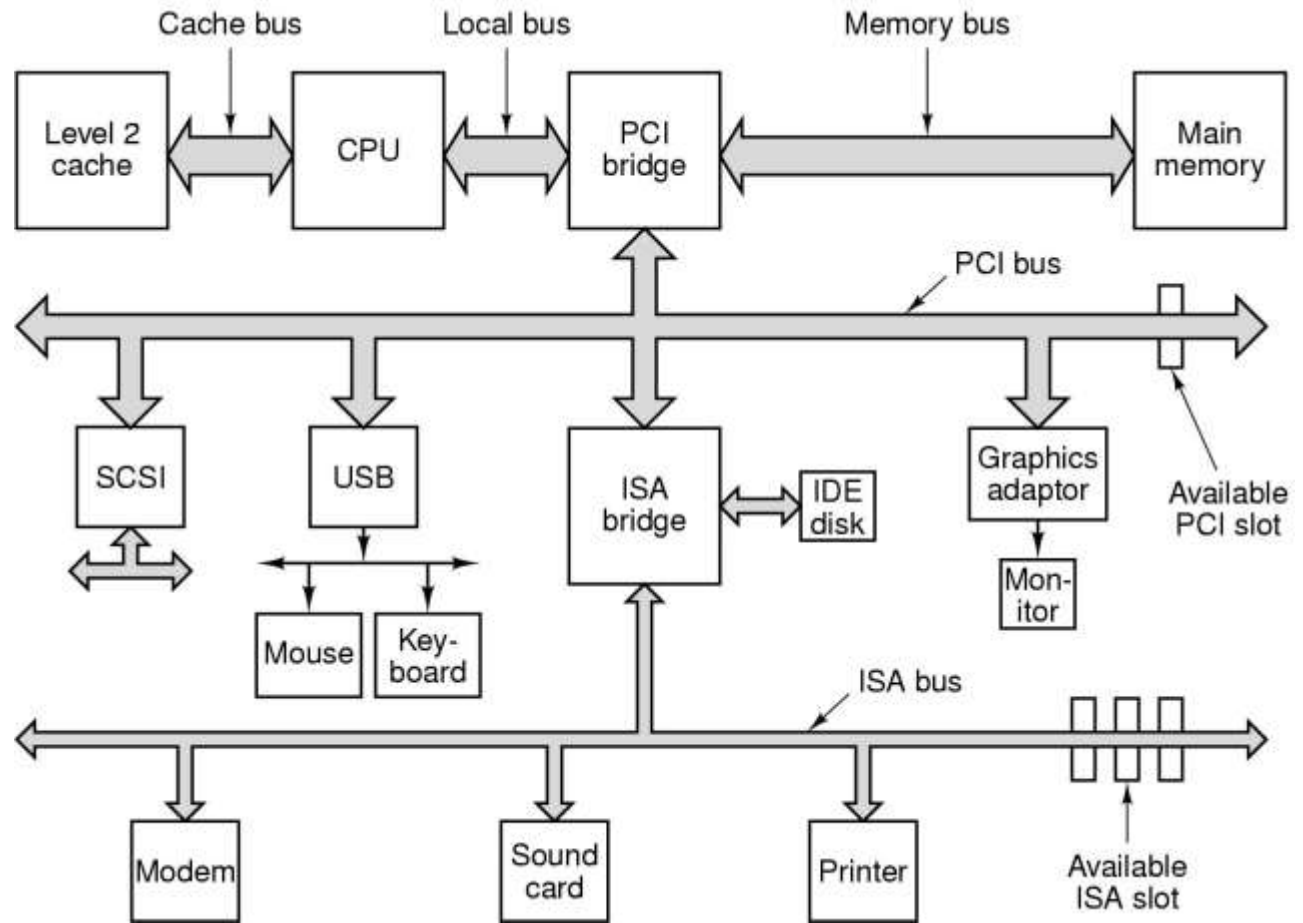 Cache bus
Local bus
Memory bus
Level 2
cache
CPU
PCI
bridge
Main
memory
PCI bus
SCSI
USB
ISA
bridge
IDE
disk
Graphics
adaptor
Available
PCI slot
Mon-
itor
Mouse
Key-
board
ISA bus
Modem
Sound
card
Printer
Available
ISA slot